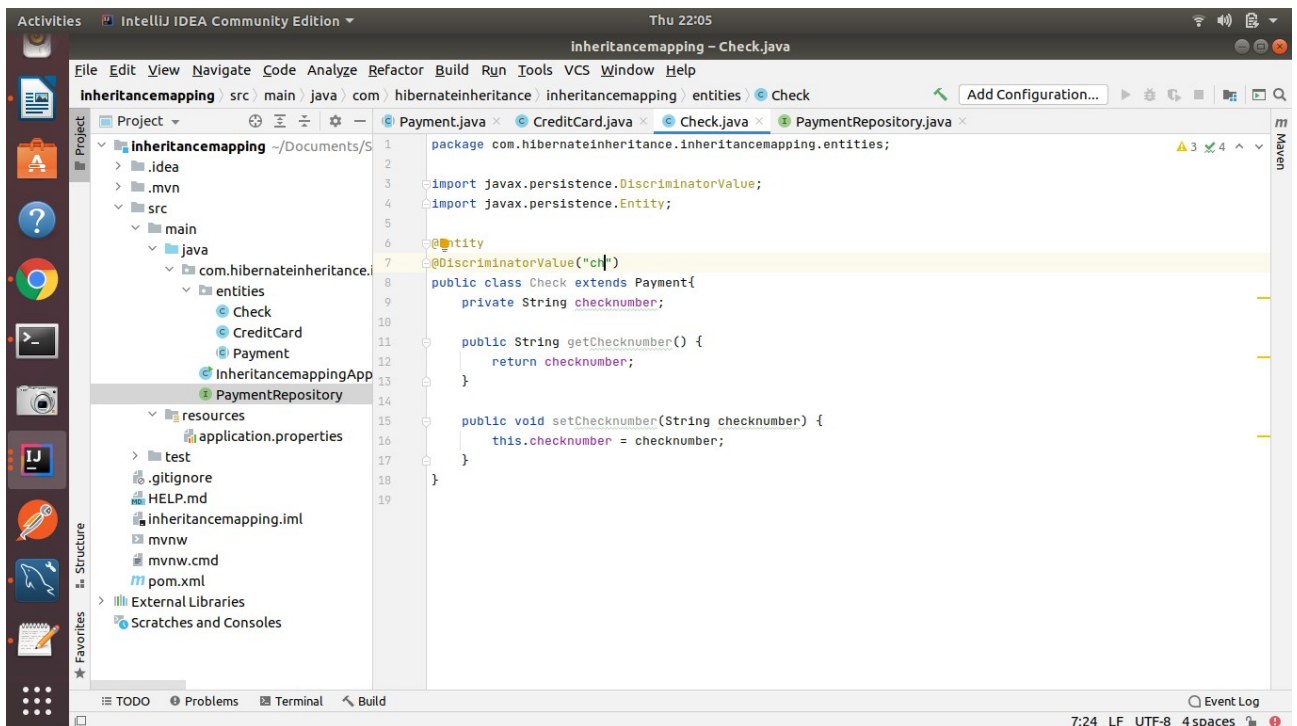 Activities IntelliJ IDEA Community Edition Thu 22:05
inheritancemapping – Check.java
File Edit View Navigate Code Analyze Refactor Build Run Tools VCS Window Help
inheritancemapping src main java com hibernateinheritance inheritancemapping entities Check Add Configuration...
Project Project Payment.java CreditCard.java Check.java PaymentRepository.java Maven
inheritancemapping ~/Documents/S
.idea
.mvn
src
main
java
com.hibernateinheritance.i
entities
Check
CreditCard
Payment
InheritancemappingApp
PaymentRepository
resources
application.properties
test
.gitignore
HELP.md
inheritancemapping.iml
mvnw
mvnw.cmd
pom.xml
External Libraries
Scratches and Consoles
Structure
Favorites
1 package com.hibernateinheritance.inheritancemapping.entities; 3 4
2
3 import javax.persistence.DiscriminatorValue;
4 import javax.persistence.Entity;
5
6 @Entity
7 @DiscriminatorValue("ch")
8 public class Check extends Payment{
9 private String checknumber;
10
11 public String getChecknumber() {
12 return checknumber;
13 }
14
15 public void setChecknumber(String checknumber) {
16 this.checknumber = checknumber;
17 }
18 }
19
TODO Problems Terminal Build Event Log
7:24 LF UTF-8 4 spaces